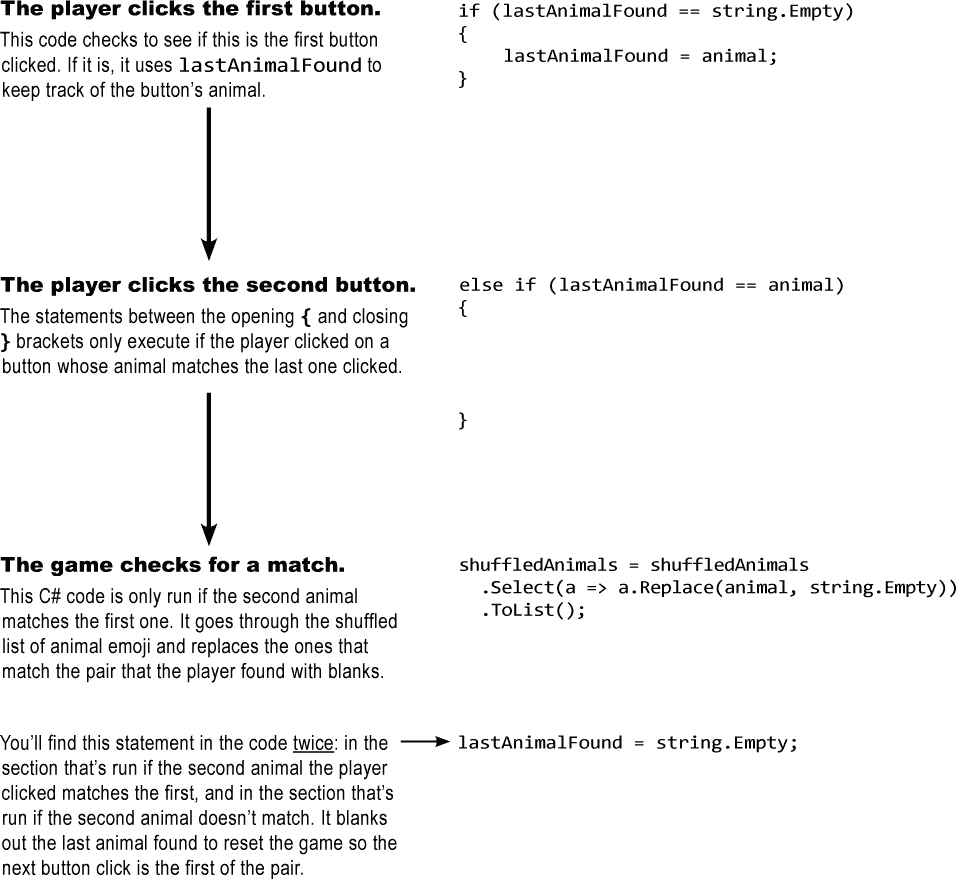 The player clicks the first button.
This code checks to see if this is the first button
clicked. If it is, it uses lastAnimalFound to
keep track of the button’s animal.
if (lastAnimalFound == string.Empty)
{
    lastAnimalFound = animal;
}
The player clicks the second button.
The statements between the opening { and closing
} brackets only execute if the player clicked on a
button whose animal matches the last one clicked.
else if (lastAnimalFound == animal)
{
}
The game checks for a match.
This C# code is only run if the second animal
matches the first one. It goes through the shuffled
list of animal emoji and replaces the ones that
match the pair that the player found with blanks.
shuffledAnimals = shuffledAnimals
  .Select(a => a.Replace(animal, string.Empty))
  .ToList();
You’ll find this statement in the code twice: in the
section that’s run if the second animal the player
clicked matches the first, and in the section that’s
run if the second animal doesn’t match. It blanks
out the last animal found to reset the game so the
next button click is the first of the pair.
lastAnimalFound = string.Empty;